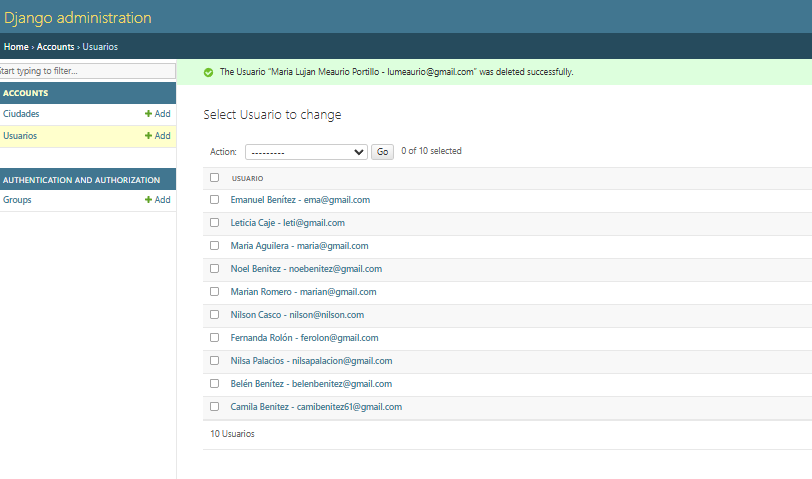 Django administration
Home › Accounts › Usuarios
Start typing to filter...
ACCOUNTS
Ciudades + Add
Usuarios + Add
AUTHENTICATION AND AUTHORIZATION
Groups + Add
The Usuario “Maria Lujan Meaurio Portillo - lumeaurio@gmail.com” was deleted successfully.
Select Usuario to change
Action: --------- Go 0 of 10 selected
USUARIO
Emanuel Benítez - ema@gmail.com
Leticia Caje - leti@gmail.com
Maria Aguilera - maria@gmail.com
Noel Benitez - noebenitez@gmail.com
Marian Romero - marian@gmail.com
Nilson Casco - nilson@nilson.com
Fernanda Rolón - ferolon@gmail.com
Nilsa Palacios - nilsapalacion@gmail.com
Belén Benítez - belenbenitez@gmail.com
Camila Benitez - camibenitez61@gmail.com
10 Usuarios